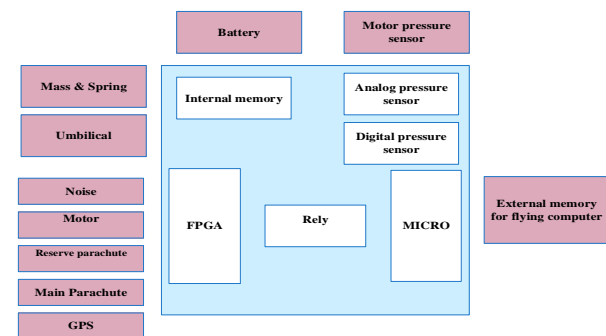 Battery
Motor pressure
sensor
Mass & Spring
Umbilical
Internal memory
Analog pressure
sensor
Digital pressure
sensor
Noise
Motor
Reserve parachute
Main Parachute
GPS
FPGA
Rely
MICRO
External memory
for flying computer